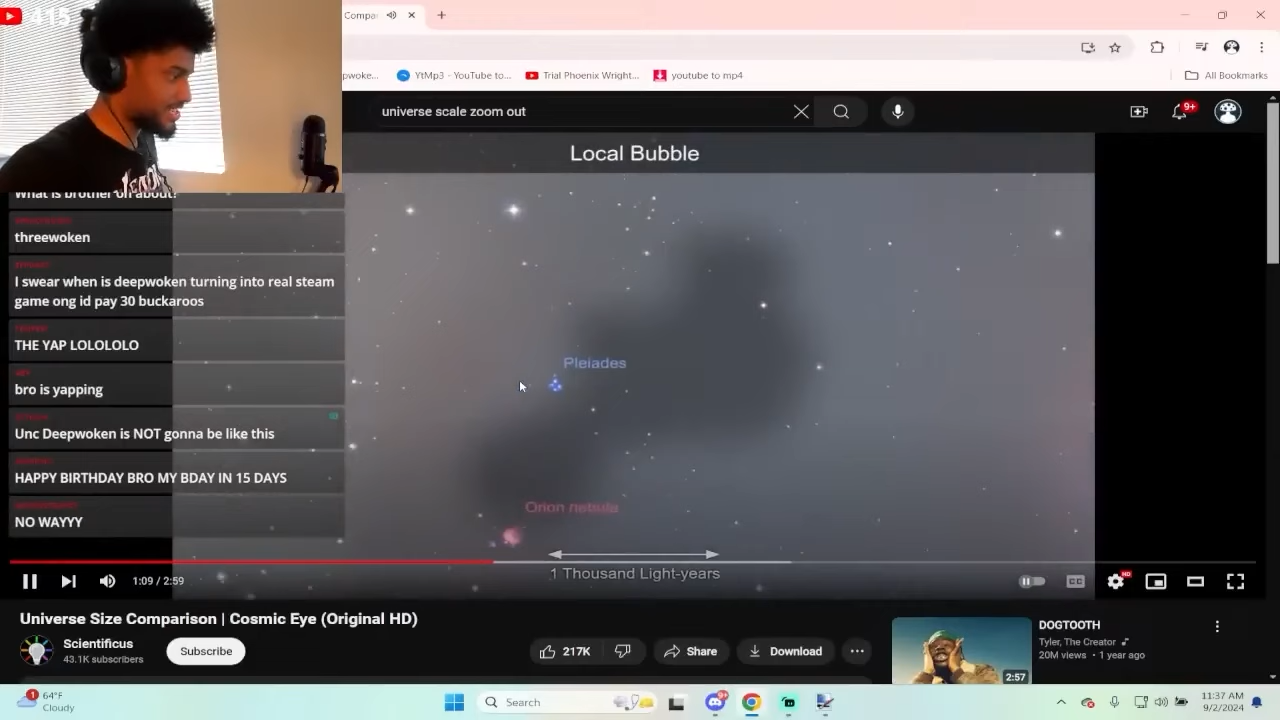 415
Compar
pwoke...
YtMp3 - YouTube to...
Trial Phoenix Wright...
youtube to mp4
All Bookmarks
universe scale zoom out
9+
Local Bubble
What is brother on about?
threewoken
I swear when is deepwoken turning into real steam
game ong id pay 30 buckaroos
THE YAP LOLOLOLO
bro is yapping
Unc Deepwoken is NOT gonna be like this
HAPPY BIRTHDAY BRO MY BDAY IN 15 DAYS
NO WAYYY
Pleiades
Orion nebula
1 Thousand Light-years
1:09 / 2:59
HD
Universe Size Comparison | Cosmic Eye (Original HD)
Scientificus
43.1K subscribers
Subscribe
217K
Share
Download
DOGTOOTH
Tyler, The Creator
20M views • 1 year ago
2:57
1
64°F
Cloudy
Search
11:37 AM
9/2/2024